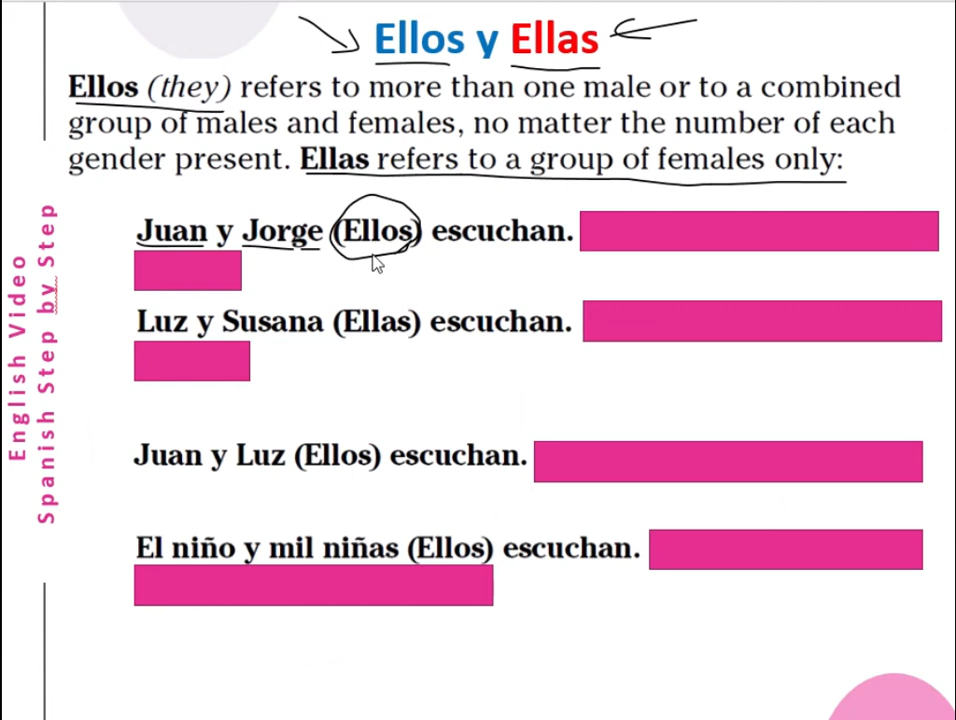 Ellos y Ellas
Ellos (they) refers to more than one male or to a combined
group of males and females, no matter the number of each
gender present. Ellas refers to a group of females only:
Juan y Jorge (Ellos) escuchan.
Luz y Susana (Ellas) escuchan.
Juan y Luz (Ellos) escuchan.
El niño y mil niñas (Ellos) escuchan.
English Video
Spanish Step by Step